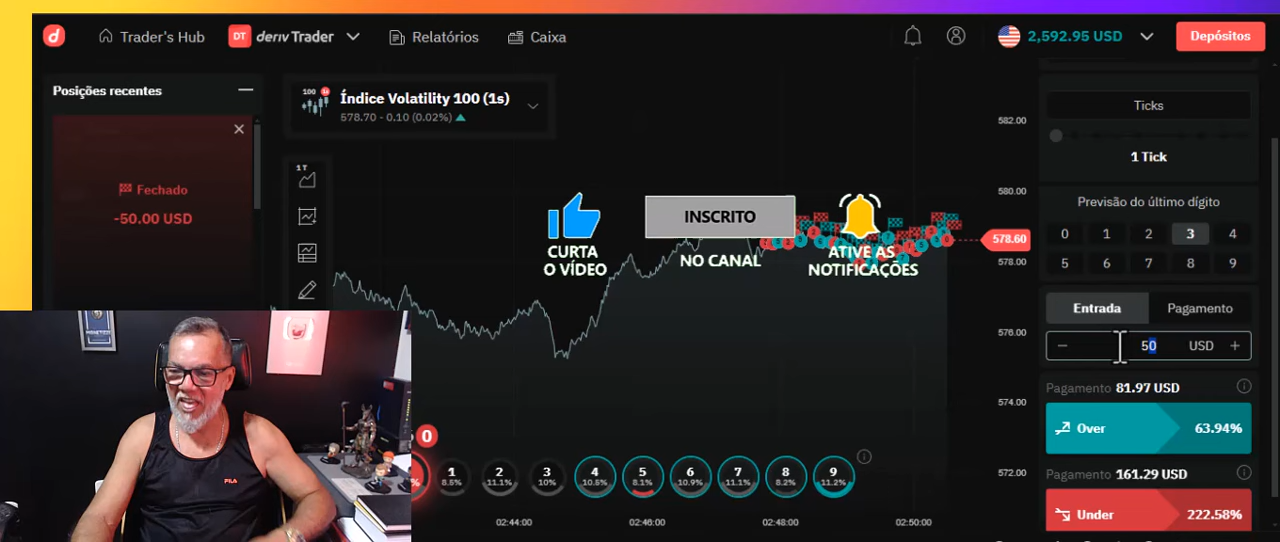 Trader's Hub
DT deriv Trader
Relatórios
Caixa
2,592.95 USD
Depósitos
Posições recentes
Fechado
-50.00 USD
100
Índice Volatility 100 (1s)
578.70 - 0.10 (0.02%)
1T
CURTA
O VÍDEO
INSCRITO
NO CANAL
ATIVE AS
NOTIFICAÇÕES
582.00
580.00
578.60
578.00
576.00
574.00
572.00
Ticks
1 Tick
Previsão do último dígito
0 1 2 3 4
5 6 7 8 9
Entrada Pagamento
− 50 USD +
Pagamento 81.97 USD
Over 63.94%
Pagamento 161.29 USD
Under 222.58%
0
1 2 3 4 5 6 7 8 9
% 8.5% 11.1% 10% 10.5% 8.1% 10.9% 11.1% 8.2% 11.2%
02:44:00 02:46:00 02:48:00 02:50:00
FILA